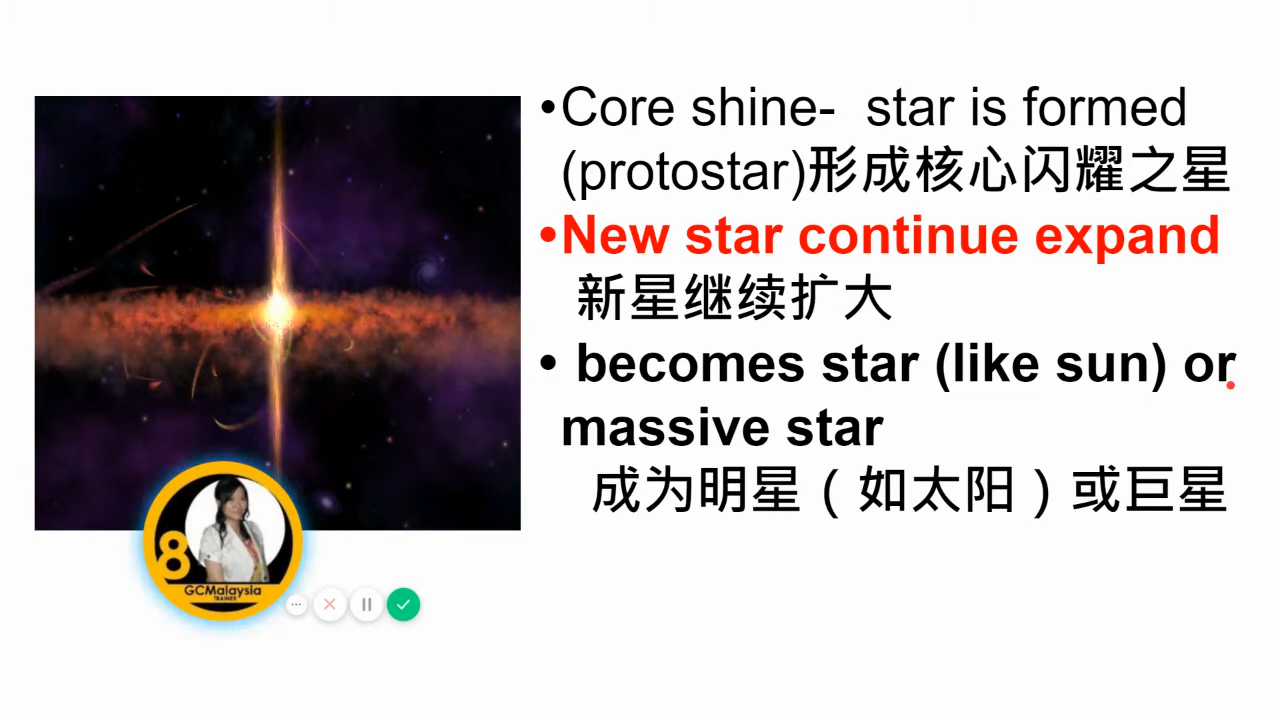 •Core shine-  star is formed
(protostar)形成核心闪耀之星
•New star continue expand
新星继续扩大
• becomes star (like sun) or
massive star
成为明星（如太阳）或巨星
8
GCMalaysia
TRAINER